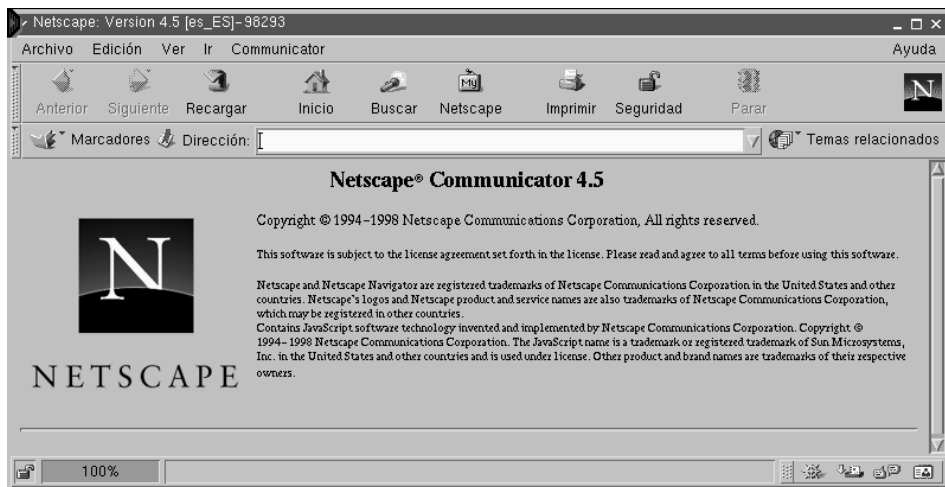 Netscape: Version 4.5 [es_ES]-98293
Archivo Edición Ver Ir Communicator Ayuda
Anterior Siguiente Recargar Inicio Buscar Netscape Imprimir Seguridad Parar
My
N
Marcadores Dirección: Temas relacionados
Netscape® Communicator 4.5
N
NETSCAPE
Copyright © 1994-1998 Netscape Communications Corporation, All rights reserved.
This software is subject to the license agreement set forth in the license. Please read and agree to all terms before using this software.
Netscape and Netscape Navigator are registered trademarks of Netscape Communications Corporation in the United States and other
countries. Netscape's logos and Netscape product and service names are also trademarks of Netscape Communications Corporation,
which may be registered in other countries.
Contains JavaScript software technology invented and implemented by Netscape Communications Corporation. Copyright ©
1994-1998 Netscape Communications Corporation. The JavaScript name is a trademark or registered trademark of Sun Microsystems,
Inc. in the United States and other countries and is used under license. Other product and brand names are trademarks of their respective
owners.
100%